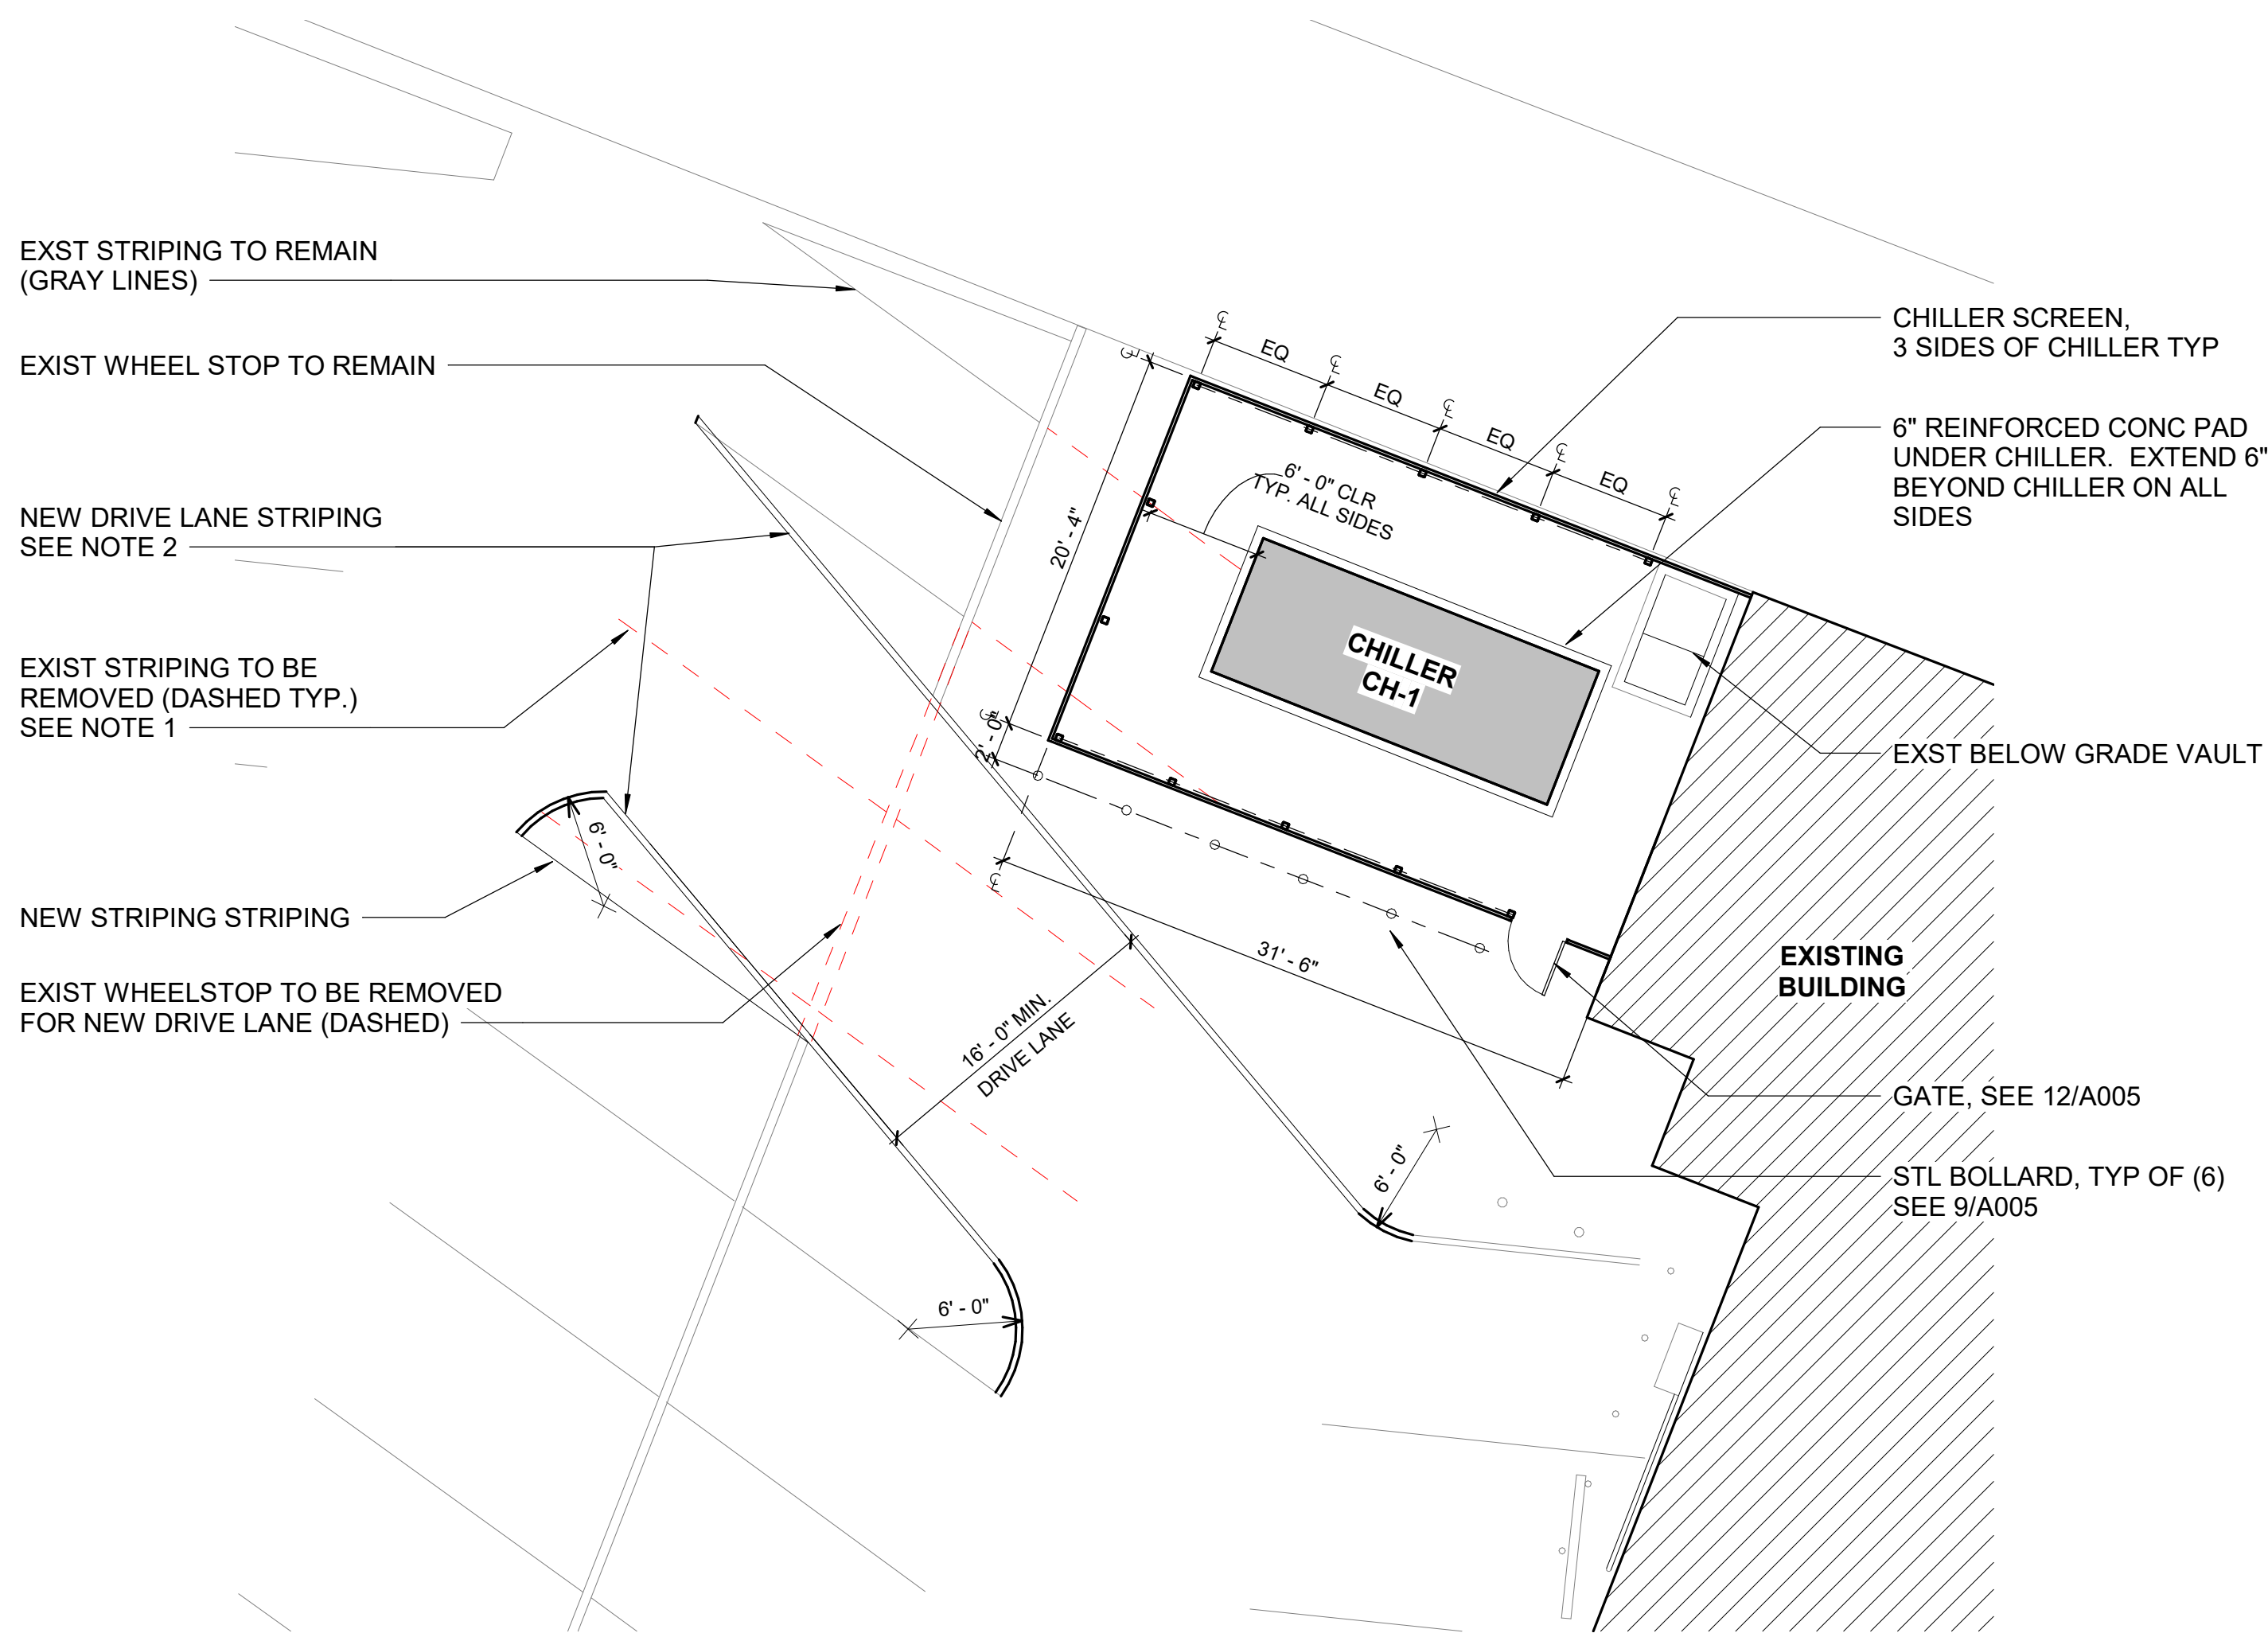 EXST STRIPING TO REMAIN
(GRAY LINES)
EXIST WHEEL STOP TO REMAIN
NEW DRIVE LANE STRIPING
SEE NOTE 2
EXIST STRIPING TO BE
REMOVED (DASHED TYP.)
SEE NOTE 1
NEW STRIPING STRIPING
EXIST WHEELSTOP TO BE REMOVED
FOR NEW DRIVE LANE (DASHED)
℄
℄
℄
℄
℄
℄
EQ
EQ
EQ
EQ
6' - 0" CLR
TYP. ALL SIDES
20' - 4"
CHILLER
CH-1
℄
2' - 0"
℄
6' - 0"
31' - 6"
16' - 0" MIN.
DRIVE LANE
6' - 0"
6' - 0"
EXISTING
BUILDING
CHILLER SCREEN,
3 SIDES OF CHILLER TYP
6" REINFORCED CONC PAD
UNDER CHILLER.  EXTEND 6"
BEYOND CHILLER ON ALL
SIDES
EXST BELOW GRADE VAULT
GATE, SEE 12/A005
STL BOLLARD, TYP OF (6)
SEE 9/A005